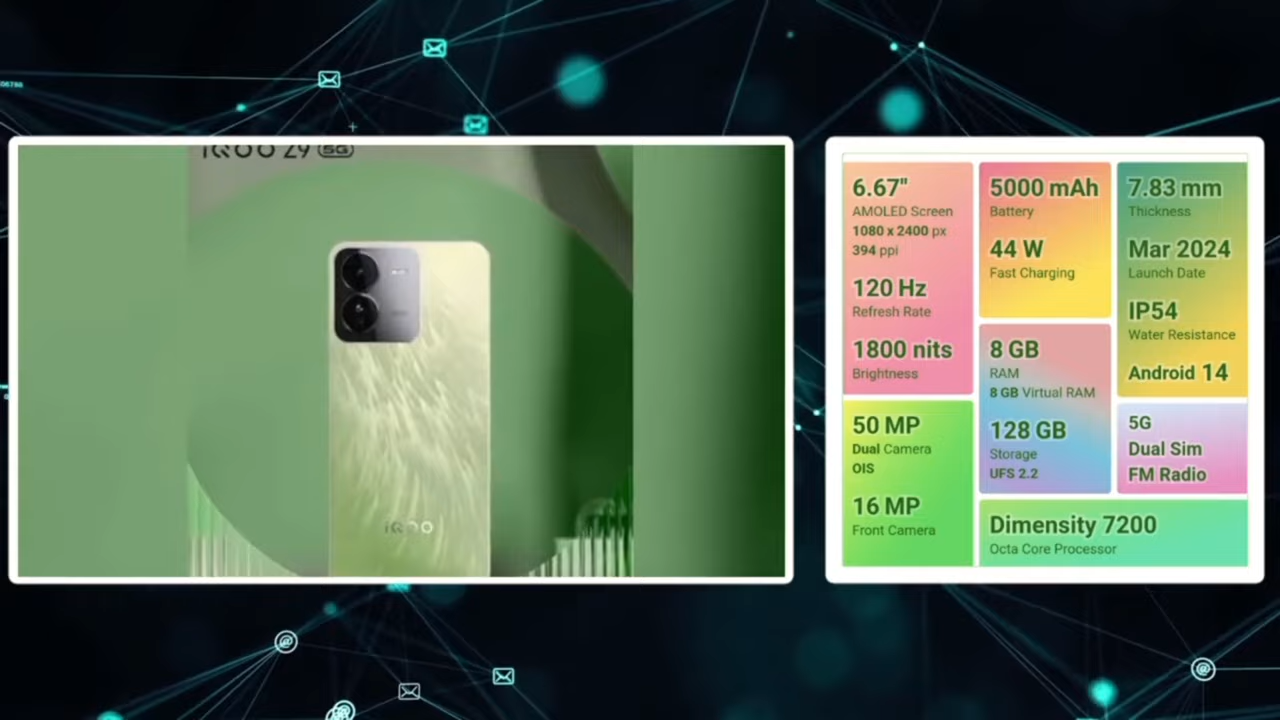 06786
iQOO Z9 5G
iQOO
6.67"
AMOLED Screen
1080 x 2400 px
394 ppi
120 Hz
Refresh Rate
1800 nits
Brightness
50 MP
Dual Camera
OIS
16 MP
Front Camera
5000 mAh
Battery
44 W
Fast Charging
8 GB
RAM
8 GB Virtual RAM
128 GB
Storage
UFS 2.2
7.83 mm
Thickness
Mar 2024
Launch Date
IP54
Water Resistance
Android 14
5G
Dual Sim
FM Radio
Dimensity 7200
Octa Core Processor